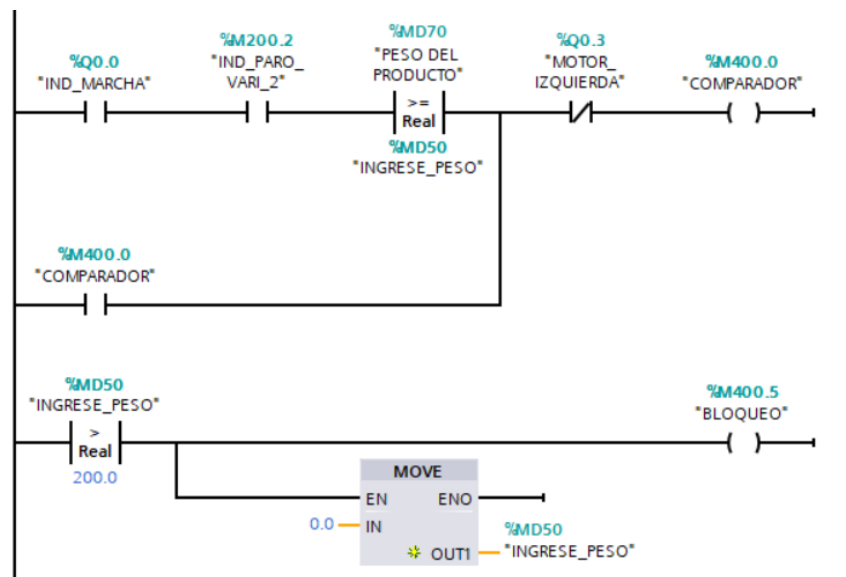 %Q0.0
"IND_MARCHA"
%M200.2
"IND_PARO_
VARI_2"
%MD70
"PESO DEL
PRODUCTO"
>=
Real
%MD50
"INGRESE_PESO"
%Q0.3
"MOTOR_
IZQUIERDA"
%M400.0
"COMPARADOR"
%M400.0
"COMPARADOR"
%MD50
"INGRESE_PESO"
>
Real
200.0
%M400.5
"BLOQUEO"
MOVE
EN ENO
0.0 IN
OUT1
%MD50
"INGRESE_PESO"